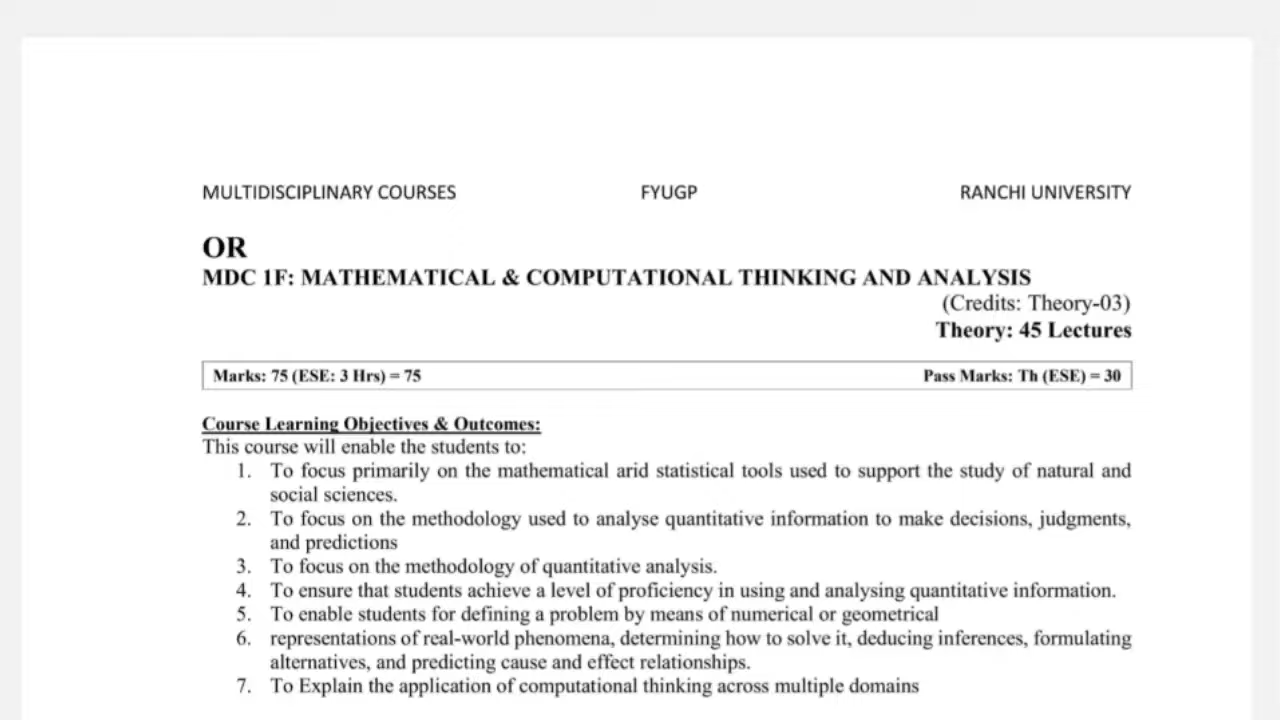 MULTIDISCIPLINARY COURSES FYUGP RANCHI UNIVERSITY
OR
MDC 1F: MATHEMATICAL & COMPUTATIONAL THINKING AND ANALYSIS
(Credits: Theory-03)
Theory: 45 Lectures
Marks: 75 (ESE: 3 Hrs) = 75 Pass Marks: Th (ESE) = 30
Course Learning Objectives & Outcomes:
This course will enable the students to:
1. To focus primarily on the mathematical arid statistical tools used to support the study of natural and
social sciences.
2. To focus on the methodology used to analyse quantitative information to make decisions, judgments,
and predictions
3. To focus on the methodology of quantitative analysis.
4. To ensure that students achieve a level of proficiency in using and analysing quantitative information.
5. To enable students for defining a problem by means of numerical or geometrical
6. representations of real-world phenomena, determining how to solve it, deducing inferences, formulating
alternatives, and predicting cause and effect relationships.
7. To Explain the application of computational thinking across multiple domains